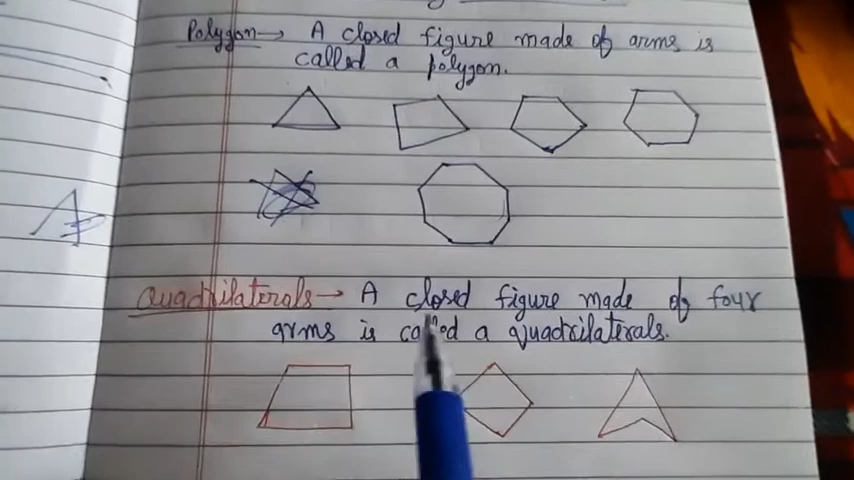 Polygon → A closed figure made of arms is
called a polygon.
Quadrilaterals → A closed figure made of four
arms is called a quadrilaterals.